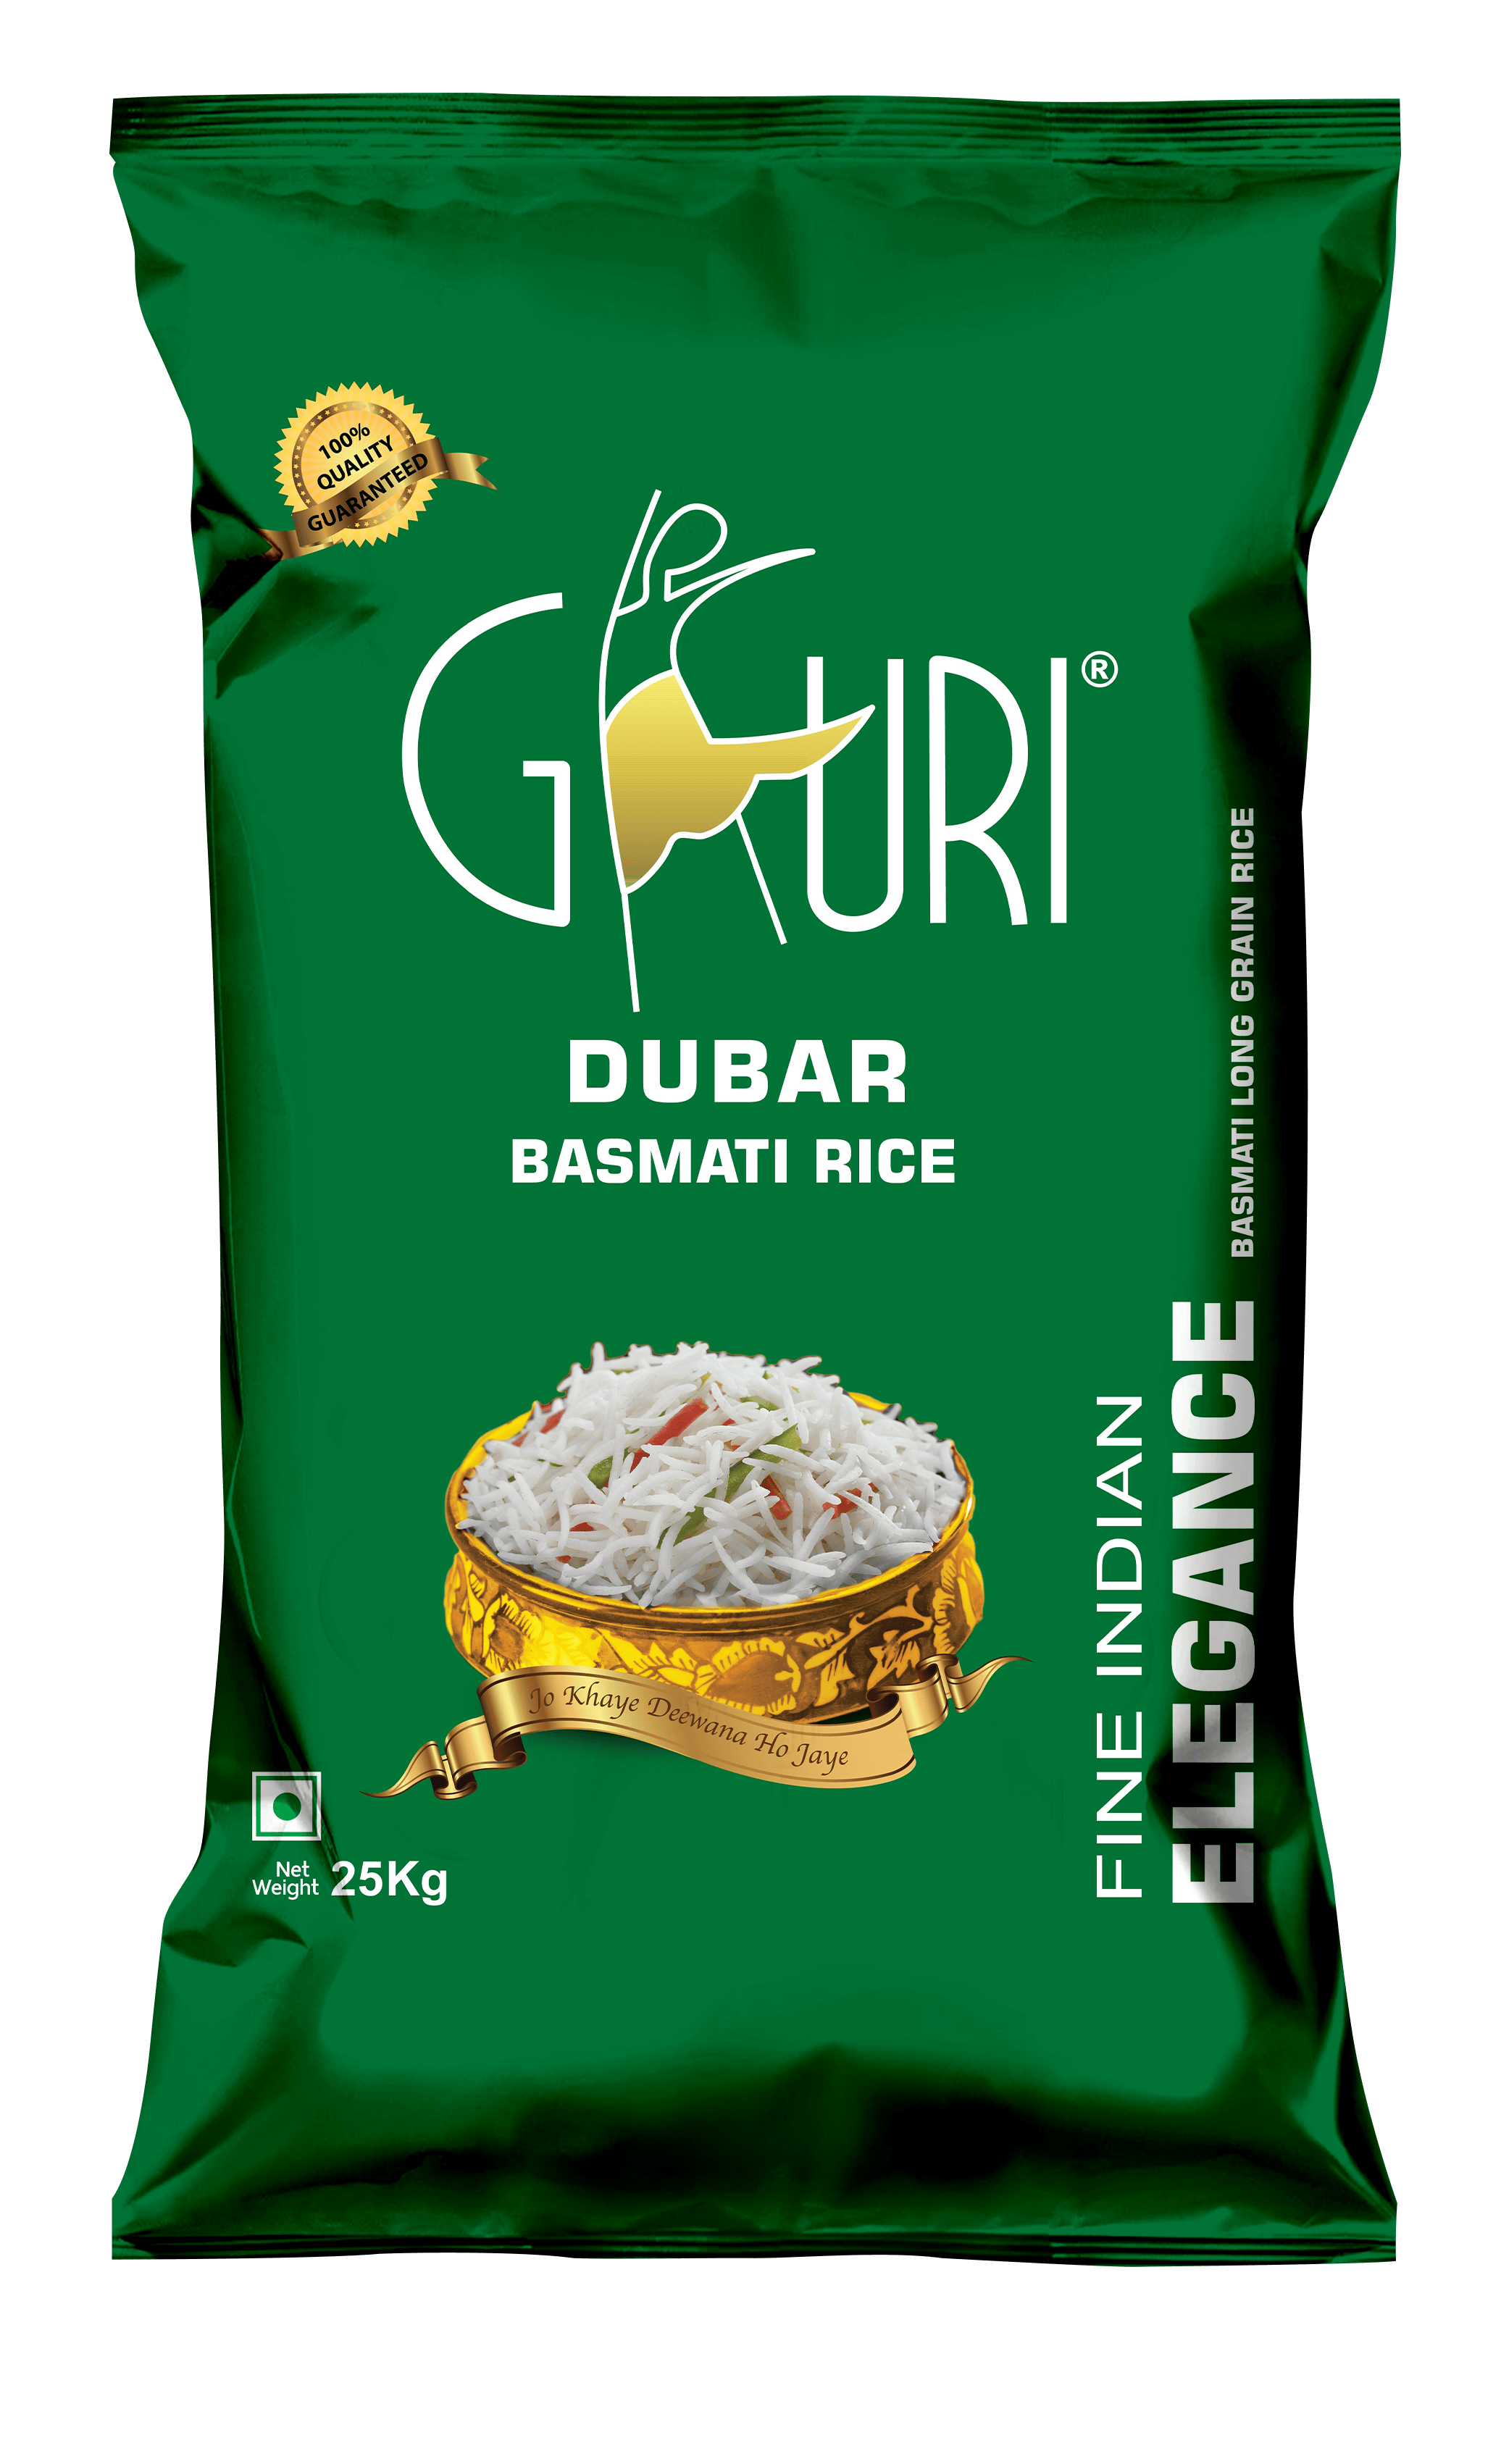 100%
QUALITY
GUARANTEED
GAURI®
DUBAR
BASMATI RICE
BASMATI LONG GRAIN RICE
FINE INDIAN
ELEGANCE
Jo Khaye Deewana Ho Jaye
Net
Weight 25Kg